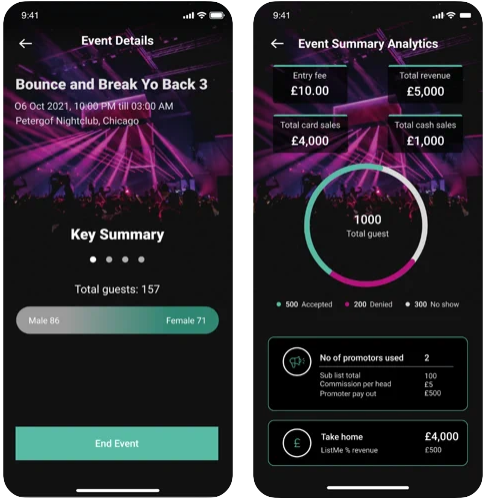 9:41
Event Details
Bounce and Break Yo Back 3
06 Oct 2021, 10:00 PM till 03:00 AM
Petergof Nightclub, Chicago
Key Summary
Total guests: 157
Male 86 Female 71
End Event
9:41
Event Summary Analytics
Entry fee
£10.00
Total revenue
£5,000
Total card sales
£4,000
Total cash sales
£1,000
1000
Total guest
500 Accepted 200 Denied 300 No show
No of promotors used 2
Sub list total 100
Commission per head £5
Promoter pay out £500
£
Take home £4,000
ListMe % revenue £500